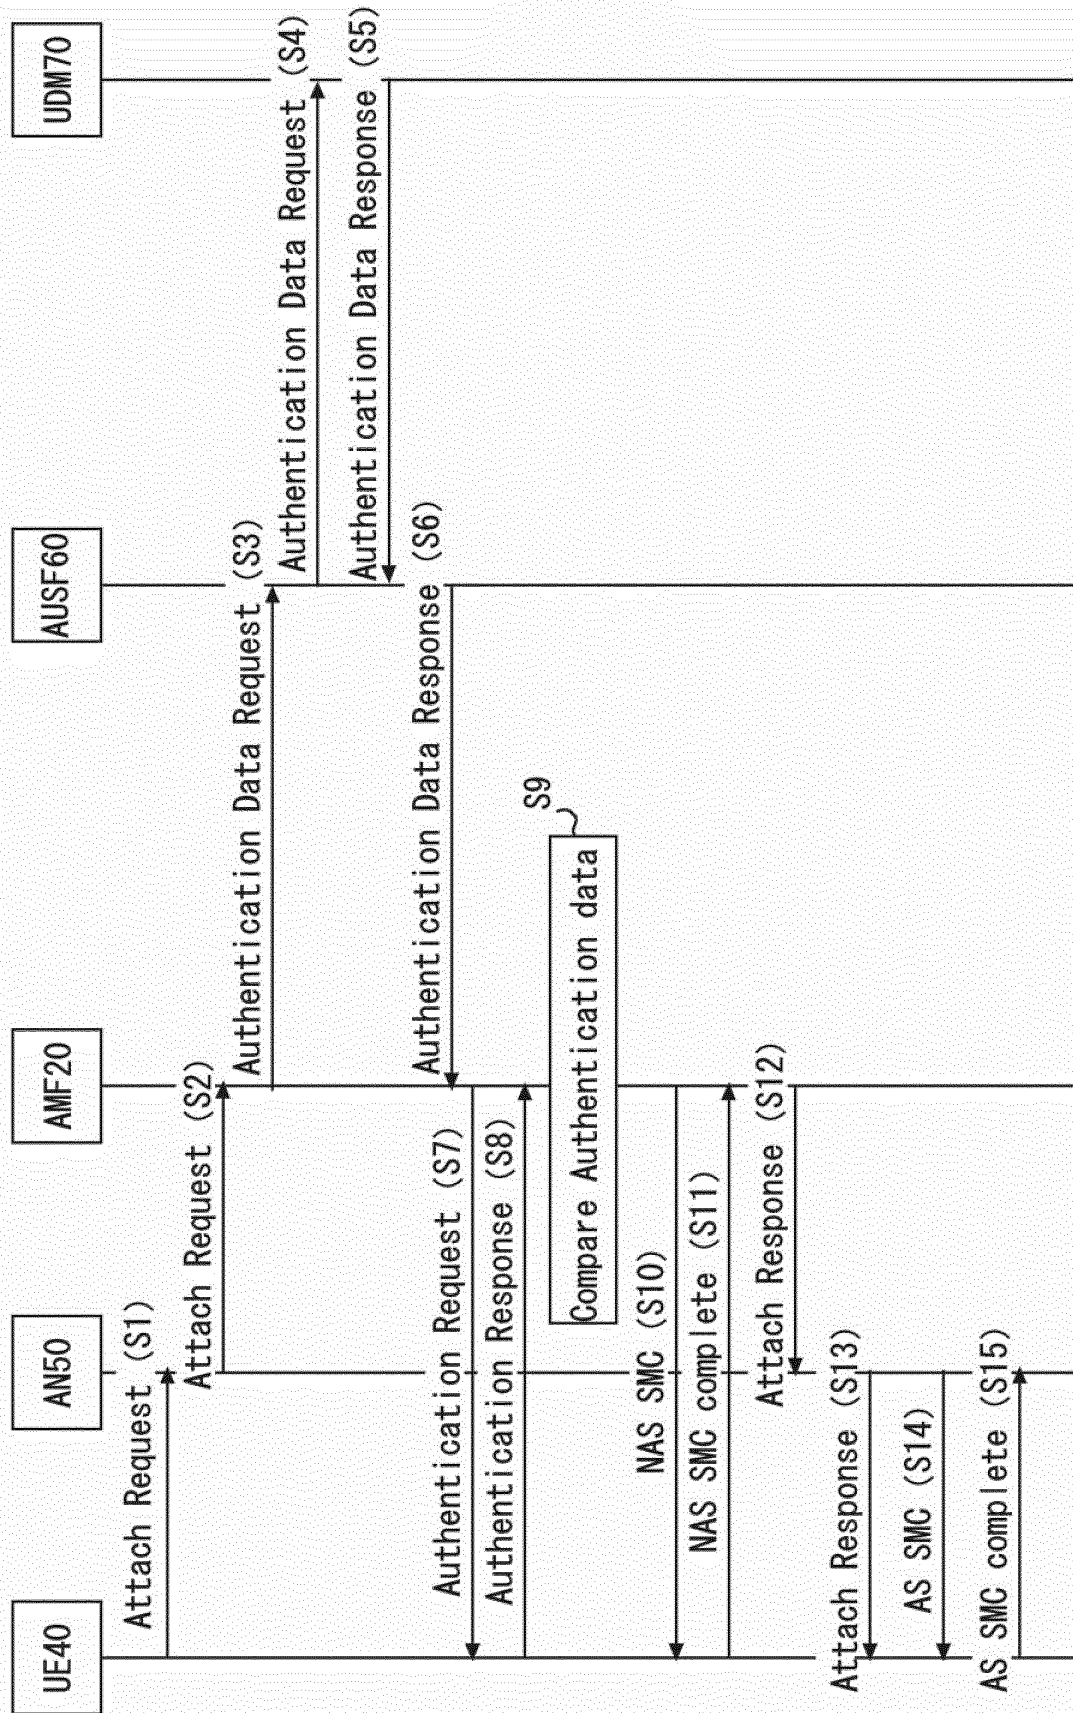 UE40
AN50
AMF20
AUSF60
UDM70
Attach Request (S1)
Attach Request (S2)
Authentication Data Request (S3)
Authentication Data Request (S4)
Authentication Data Response (S5)
Authentication Data Response (S6)
Authentication Request (S7)
Authentication Response (S8)
S9
Compare Authentication data
NAS SMC (S10)
NAS SMC complete (S11)
Attach Response (S12)
Attach Response (S13)
AS SMC (S14)
AS SMC complete (S15)